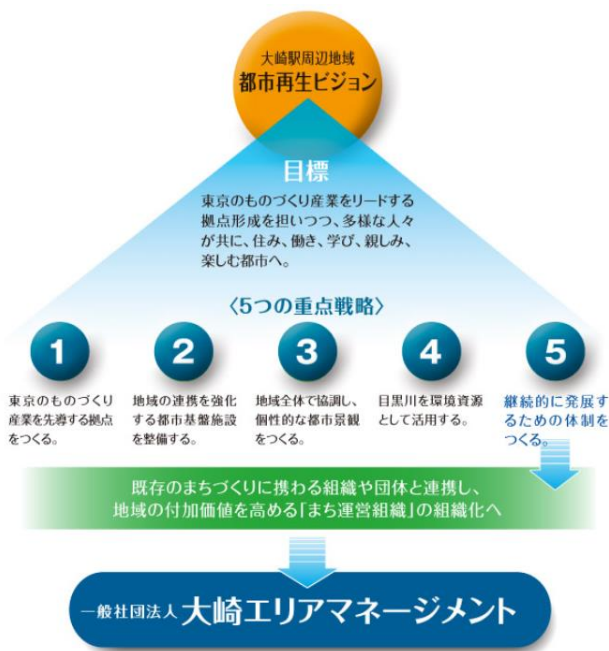 大崎駅周辺地域
都市再生ビジョン
目標
東京のものづくり産業をリードする
拠点形成を担いつつ、多様な人々
が共に、住み、働き、学び、親しみ、
楽しむ都市へ。
〈5つの重点戦略〉
1
東京のものづくり
産業を先導する拠点
をつくる。
2
地域の連携を強化
する都市基盤施設
を整備する。
3
地域全体で協調し、
個性的な都市景観
をつくる。
4
目黒川を環境資源
として活用する。
5
継続的に発展す
るための体制を
つくる。
既存のまちづくりに携わる組織や団体と連携し、
地域の付加価値を高める「まち運営組織」の組織化へ
一般社団法人 大崎エリアマネージメント